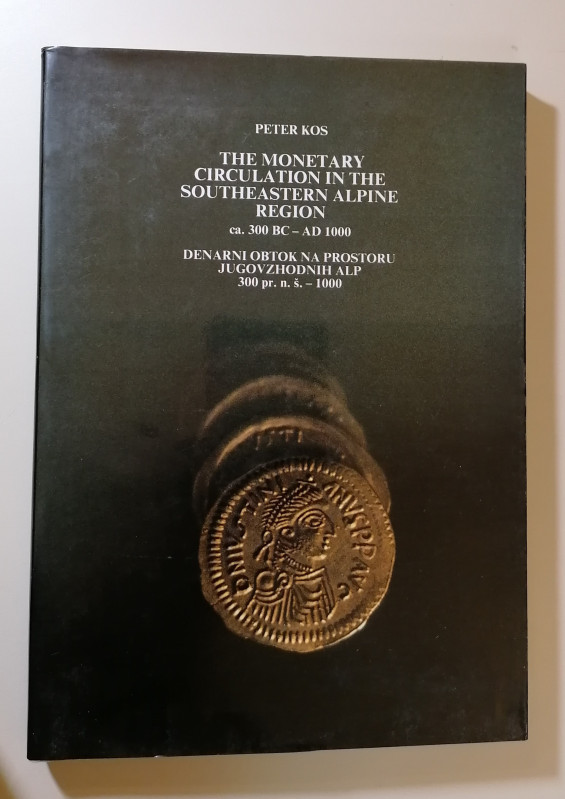 PETER KOS
THE MONETARY
CIRCULATION IN THE
SOUTHEASTERN ALPINE
REGION
ca. 300 BC – AD 1000
DENARNI OBTOK NA PROSTORU
JUGOVZHODNIH ALP
300 pr. n. š. – 1000
DNIVSTINIANVSPPAVC